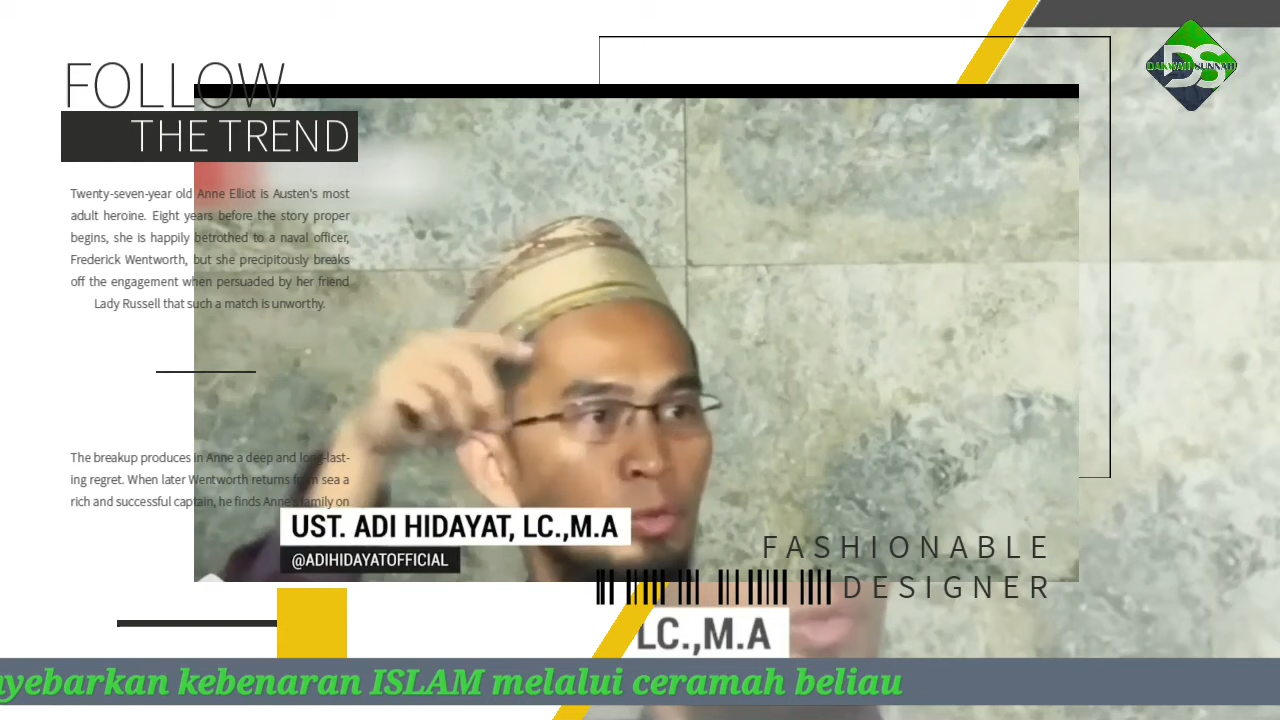 FOLLOW
THE TREND
Twenty-seven-year old Anne Elliot is Austen's most
adult heroine. Eight years before the story proper
begins, she is happily betrothed to a naval officer,
Frederick Wentworth, but she precipitously breaks
off the engagement when persuaded by her friend
Lady Russell that such a match is unworthy.
The breakup produces in Anne a deep and long-last-
ing regret. When later Wentworth returns from sea a
rich and successful captain, he finds Anne's family on
DS
DAKWAH SUNNAH
UST. ADI HIDAYAT, LC.,M.A
@ADIHIDAYATOFFICIAL
FASHIONABLE
DESIGNER
LC.,M.A
nyebarkan kebenaran ISLAM melalui ceramah beliau